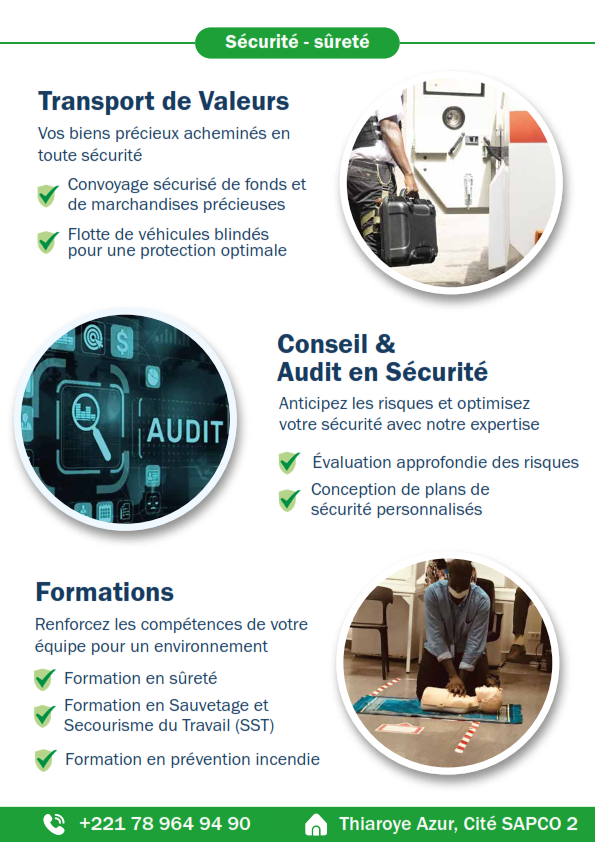 Sécurité - sûreté
Transport de Valeurs
Vos biens précieux acheminés en
toute sécurité
Convoyage sécurisé de fonds et
de marchandises précieuses
Flotte de véhicules blindés
pour une protection optimale
$
AUDIT
Conseil &
Audit en Sécurité
Anticipez les risques et optimisez
votre sécurité avec notre expertise
Évaluation approfondie des risques
Conception de plans de
sécurité personnalisés
Formations
Renforcez les compétences de votre
équipe pour un environnement
Formation en sûreté
Formation en Sauvetage et
Secourisme du Travail (SST)
Formation en prévention incendie
+221 78 964 94 90
Thiaroye Azur, Cité SAPCO 2